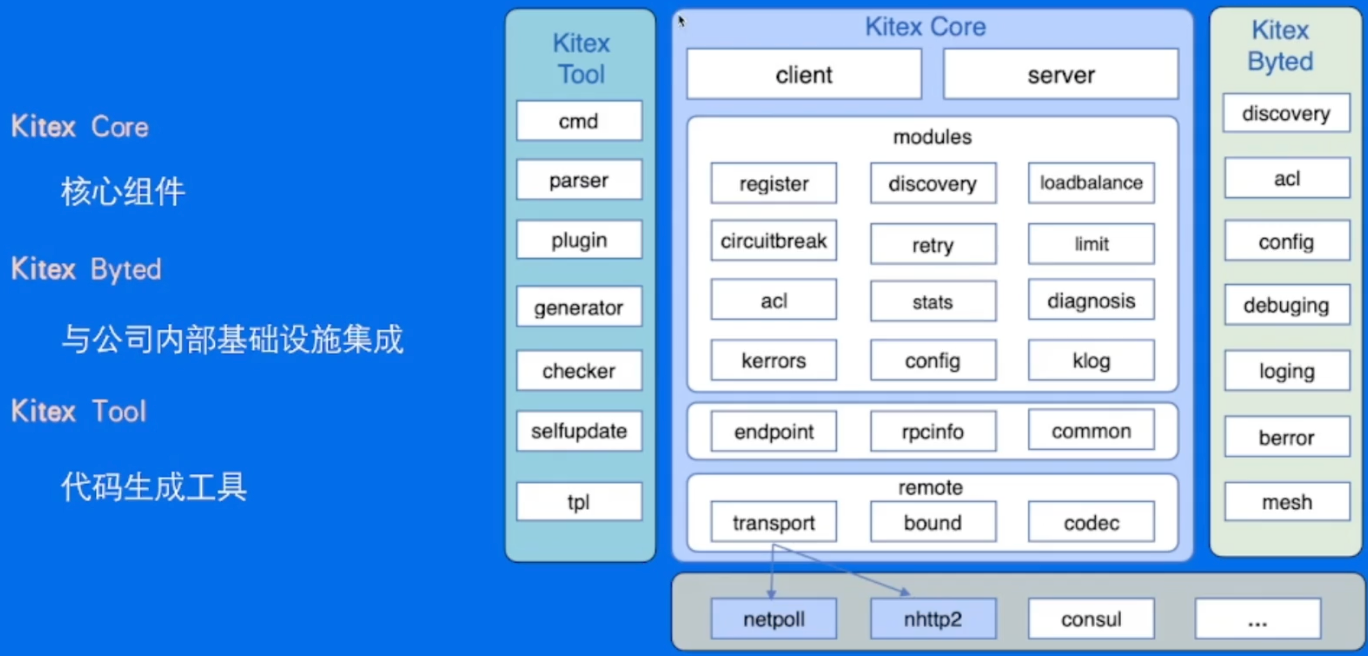 Kitex Core
核心组件
Kitex Byted
与公司内部基础设施集成
Kitex Tool
代码生成工具
Kitex
Tool
cmd
parser
plugin
generator
checker
selfupdate
tpl
Kitex Core
client server
modules
register discovery loadbalance
circuitbreak retry limit
acl stats diagnosis
kerrors config klog
endpoint rpcinfo common
remote
transport bound codec
netpoll nhttp2 consul ...
Kitex
Byted
discovery
acl
config
debuging
loging
berror
mesh